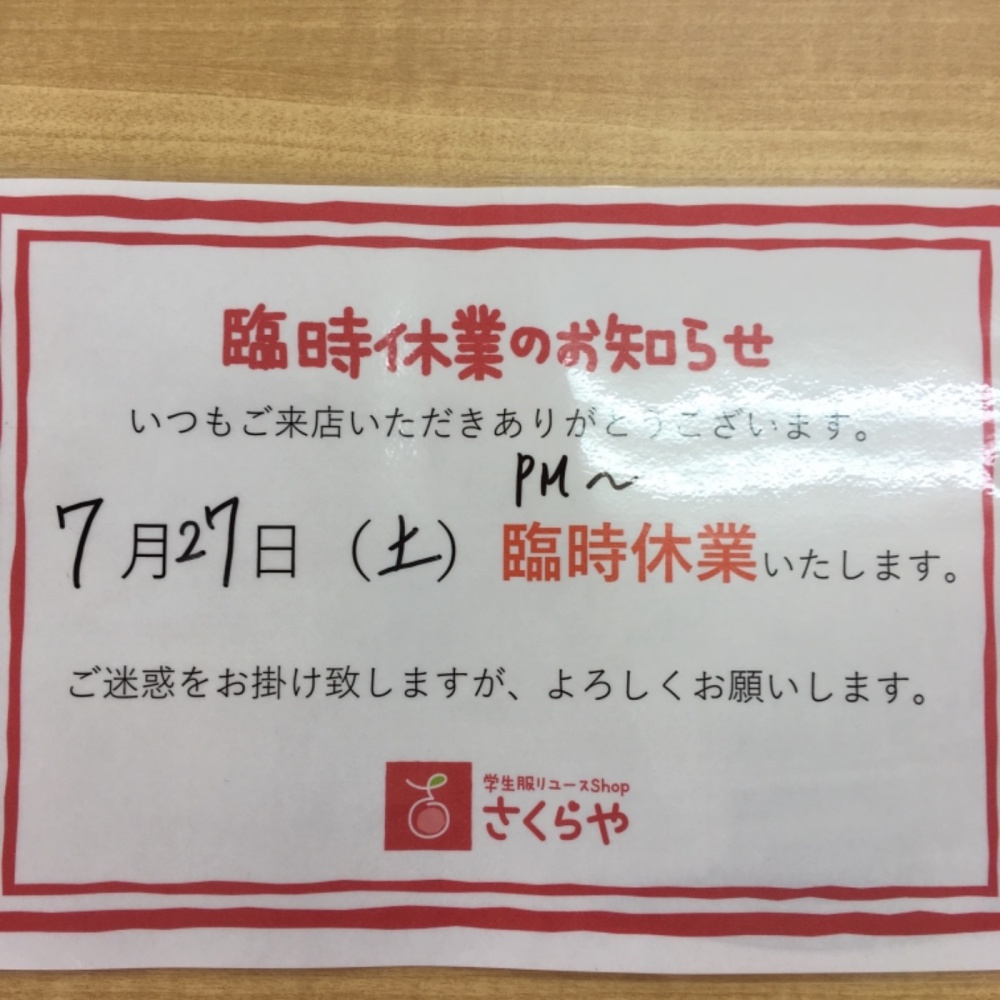 臨時休業のお知らせ
いつもご来店いただきありがとうございます。
PM～
7月27日（土）臨時休業いたします。
ご迷惑をお掛け致しますが、よろしくお願いします。
学生服リユースShop
さくらや